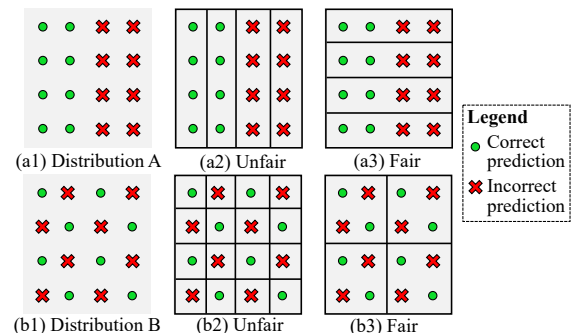 (a1) Distribution A
(a2) Unfair
(a3) Fair
Legend
Correct
prediction
Incorrect
prediction
(b1) Distribution B
(b2) Unfair
(b3) Fair